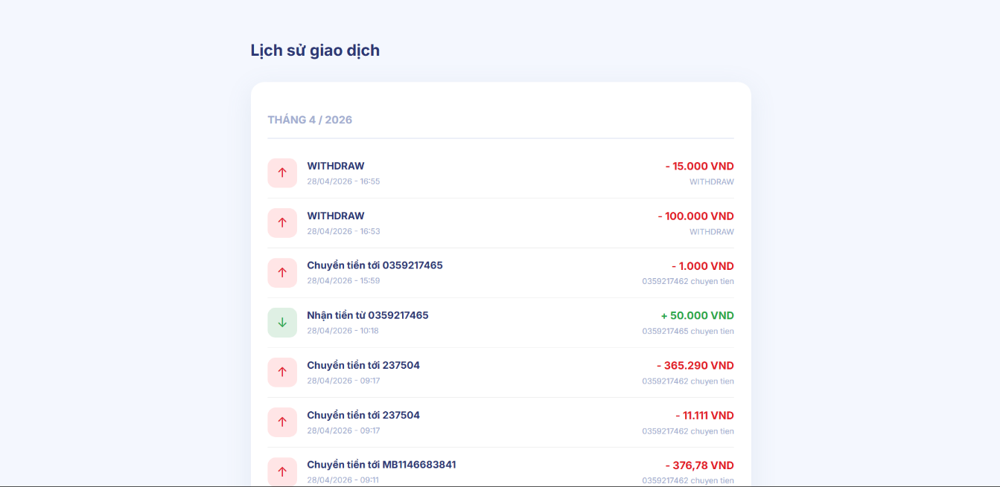 Lịch sử giao dịch
THÁNG 4 / 2026
WITHDRAW
- 15.000 VND
28/04/2026 - 16:55
WITHDRAW
WITHDRAW
- 100.000 VND
28/04/2026 - 16:53
WITHDRAW
Chuyển tiền tới 0359217465
- 1.000 VND
28/04/2026 - 15:59
0359217462 chuyen tien
Nhận tiền từ 0359217465
+ 50.000 VND
28/04/2026 - 10:18
0359217465 chuyen tien
Chuyển tiền tới 237504
- 365.290 VND
28/04/2026 - 09:17
0359217462 chuyen tien
Chuyển tiền tới 237504
- 11.111 VND
28/04/2026 - 09:17
0359217462 chuyen tien
Chuyển tiền tới MB1146683841
- 376,78 VND
28/04/2026 - 09:11
0359217462 chuyen tien